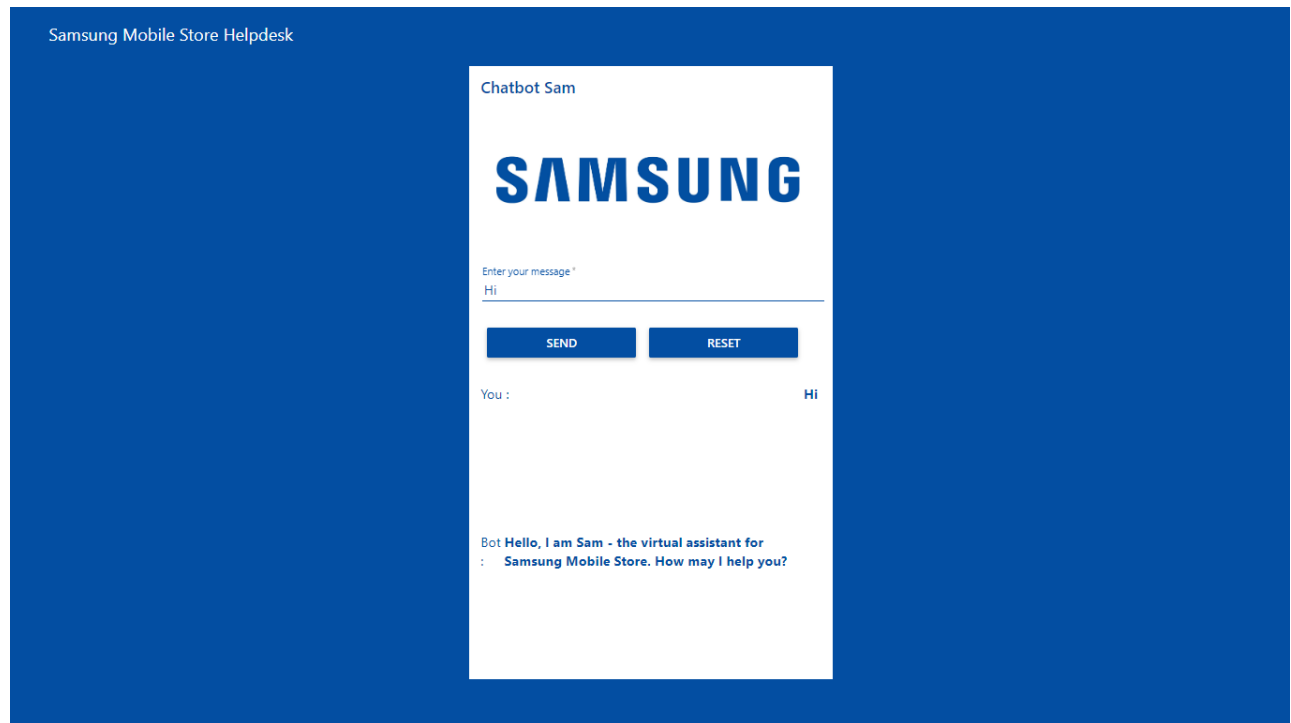 Samsung Mobile Store Helpdesk
Chatbot Sam
SAMSUNG
Enter your message *
Hi
SEND RESET
You : Hi
Bot Hello, I am Sam - the virtual assistant for
: Samsung Mobile Store. How may I help you?